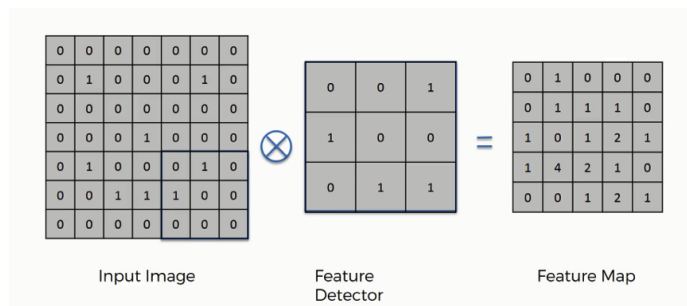 0 0 0 0 0 0 0
0 1 0 0 0 1 0
0 0 0 0 0 0 0
0 0 0 1 0 0 0
0 1 0 0 0 1 0
0 0 1 1 1 0 0
0 0 0 0 0 0 0
⊗
0 0 1
1 0 0
0 1 1
=
0 1 0 0 0
0 1 1 1 0
1 0 1 2 1
1 4 2 1 0
0 0 1 2 1
Input Image
Feature
Detector
Feature Map